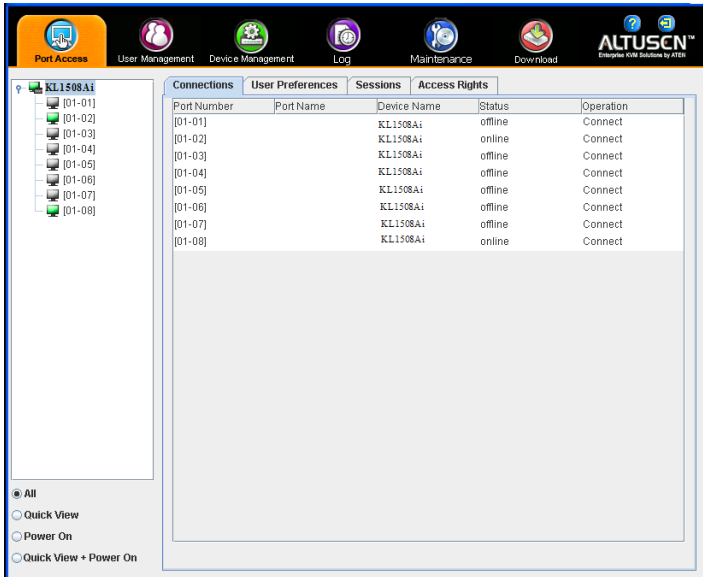 Port Access User Management Device Management Log Maintenance Download
ALTUSEN™
Enterprise KVM Solutions by ATEN
KL1508Ai
[01-01]
[01-02]
[01-03]
[01-04]
[01-05]
[01-06]
[01-07]
[01-08]
All
Quick View
Power On
Quick View + Power On
Connections User Preferences Sessions Access Rights
Port Number Port Name Device Name Status Operation
[01-01] KL1508Ai offline Connect
[01-02] KL1508Ai online Connect
[01-03] KL1508Ai offline Connect
[01-04] KL1508Ai offline Connect
[01-05] KL1508Ai offline Connect
[01-06] KL1508Ai offline Connect
[01-07] KL1508Ai offline Connect
[01-08] KL1508Ai online Connect